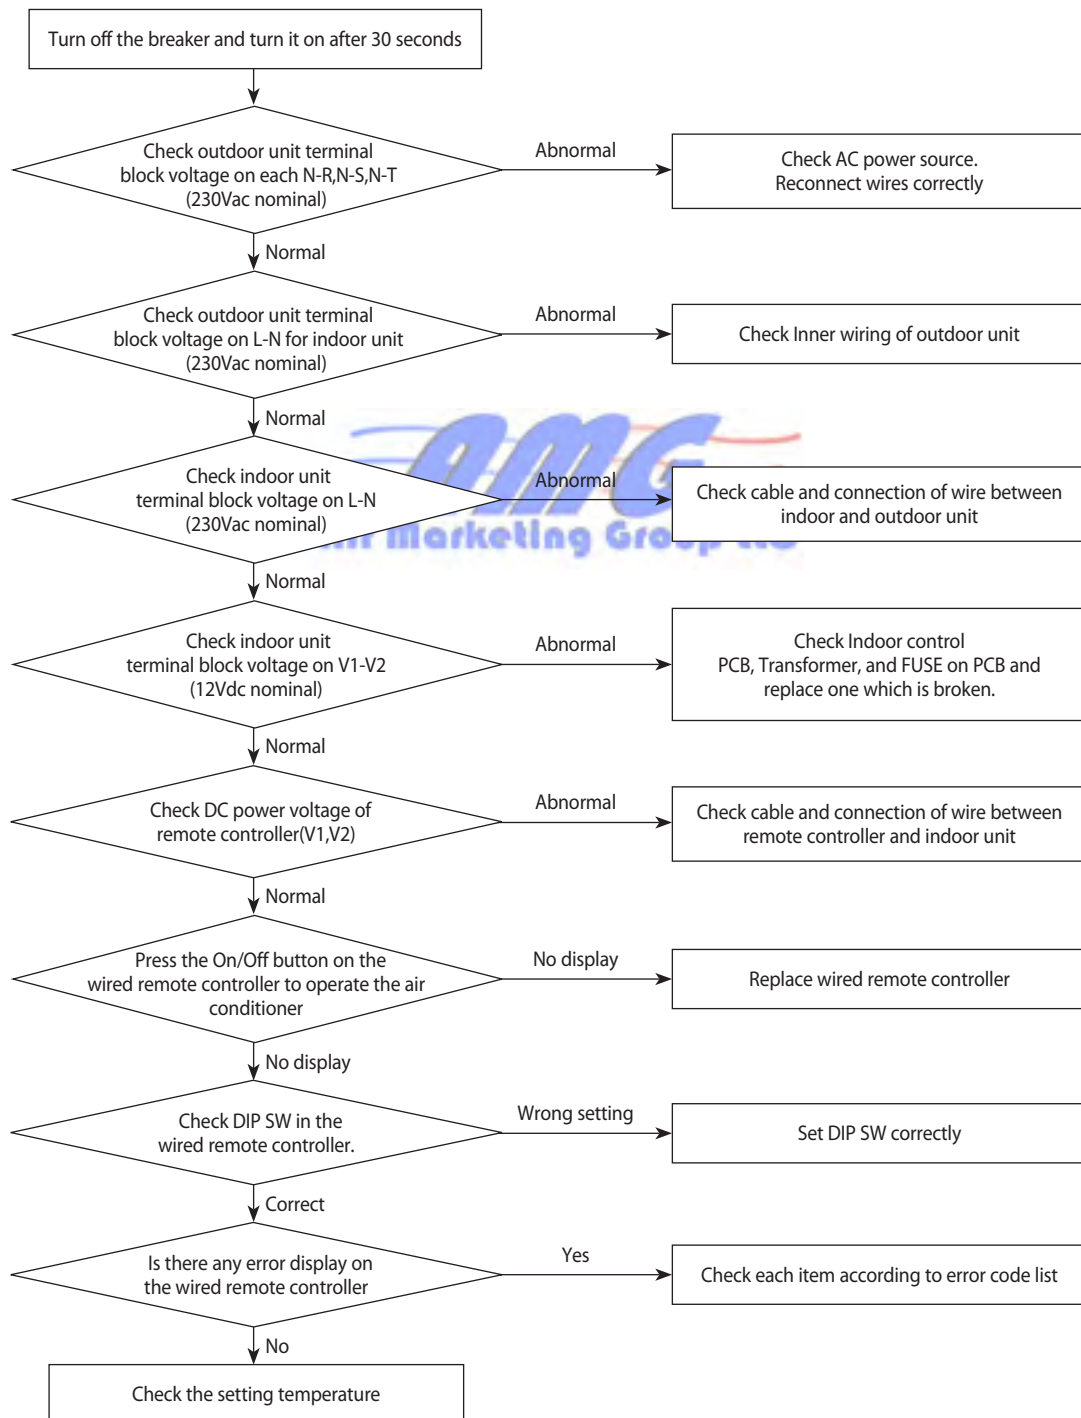 Turn off the breaker and turn it on after 30 seconds
Check outdoor unit terminal
block voltage on each N-R,N-S,N-T
(230Vac nominal)
Abnormal
Check AC power source.
Reconnect wires correctly
Normal
Check outdoor unit terminal
block voltage on L-N for indoor unit
(230Vac nominal)
Abnormal
Check Inner wiring of outdoor unit
Normal
AMG
Air Marketing Group LLC
Check indoor unit
terminal block voltage on L-N
(230Vac nominal)
Abnormal
Check cable and connection of wire between
indoor and outdoor unit
Normal
Check indoor unit
terminal block voltage on V1-V2
(12Vdc nominal)
Abnormal
Check Indoor control
PCB, Transformer, and FUSE on PCB and
replace one which is broken.
Normal
Check DC power voltage of
remote controller(V1,V2)
Abnormal
Check cable and connection of wire between
remote controller and indoor unit
Normal
Press the On/Off button on the
wired remote controller to operate the air
conditioner
No display
Replace wired remote controller
No display
Check DIP SW in the
wired remote controller.
Wrong setting
Set DIP SW correctly
Correct
Is there any error display on
the wired remote controller
Yes
Check each item according to error code list
No
Check the setting temperature